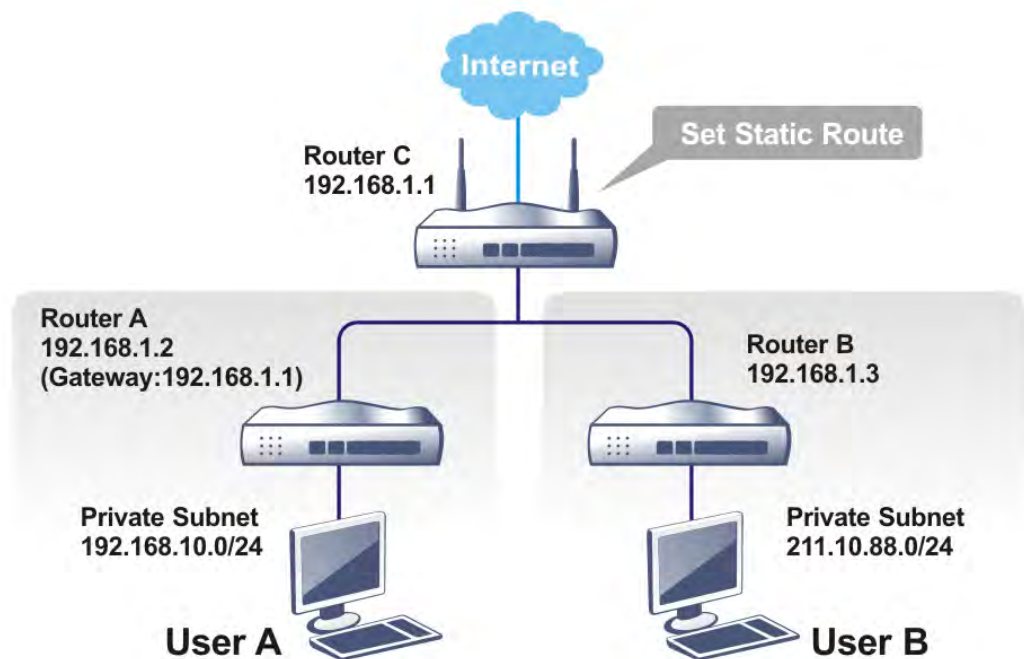 Internet
Set Static Route
Router C
192.168.1.1
Router A
192.168.1.2
(Gateway:192.168.1.1)
Router B
192.168.1.3
Private Subnet
192.168.10.0/24
Private Subnet
211.10.88.0/24
User A
User B